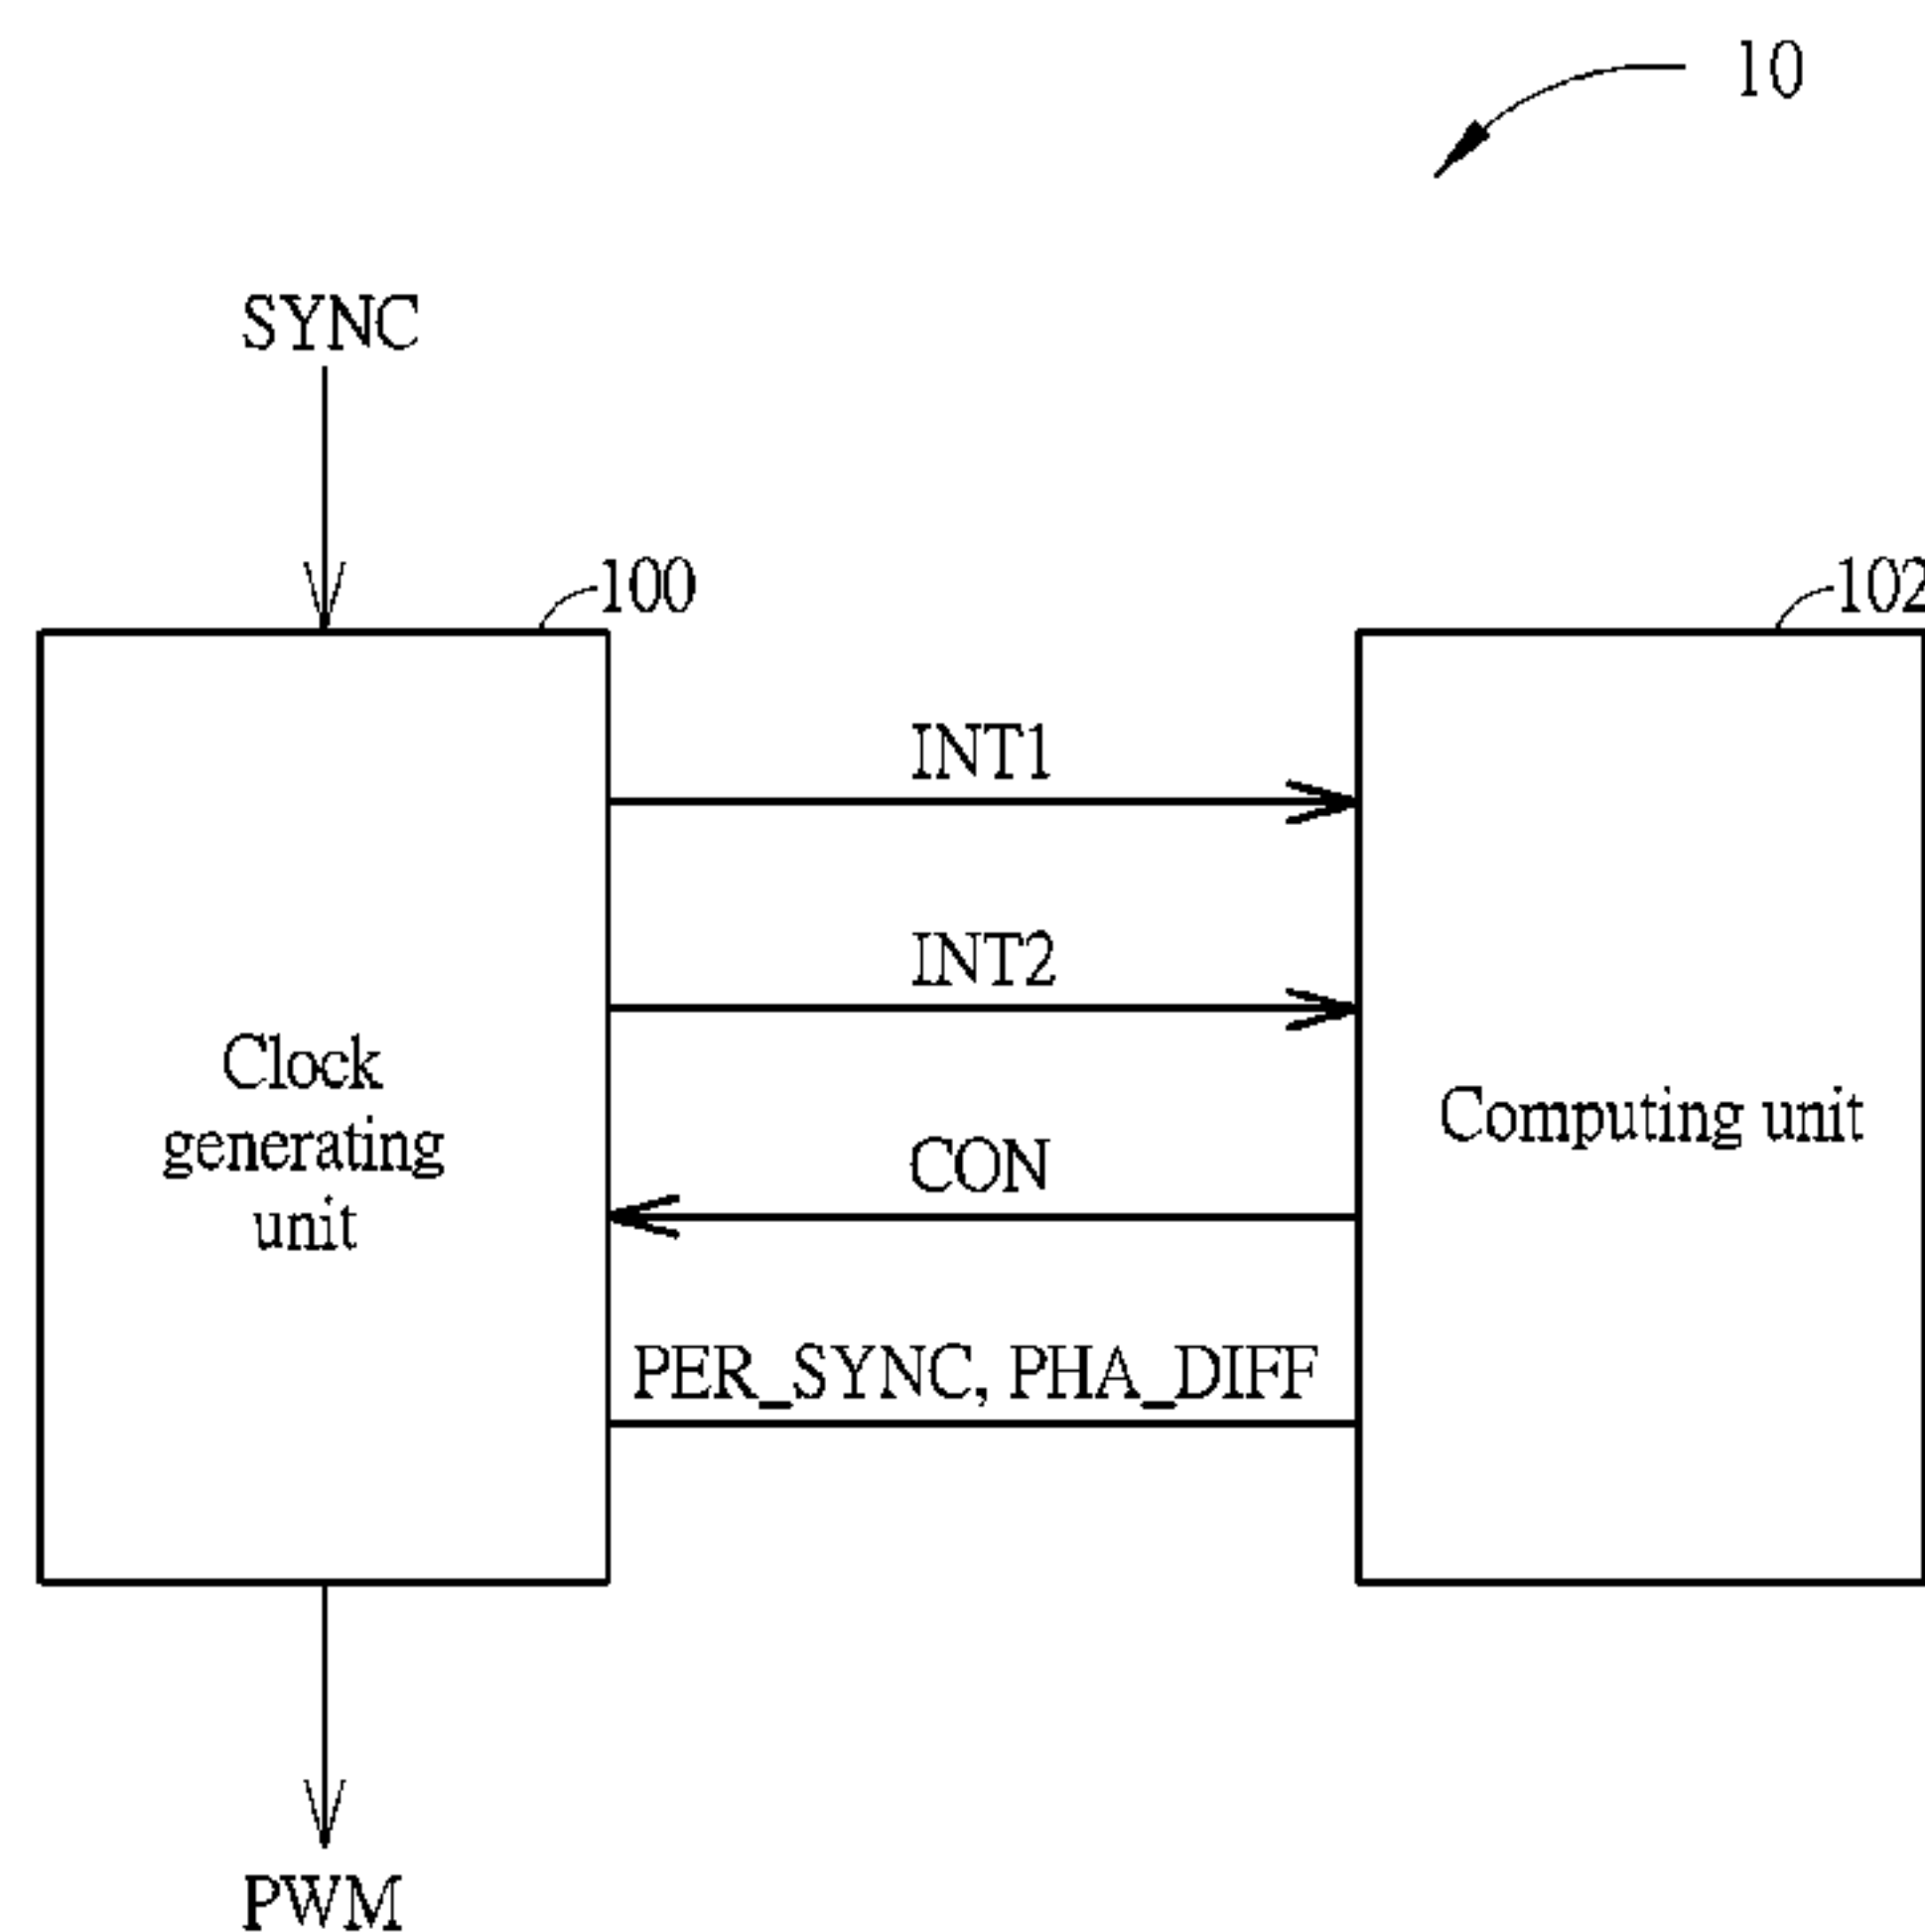 10
SYNC
100
102
INT1
INT2
Clock
generating
unit
Computing unit
CON
PER_SYNC, PHA_DIFF
PWM